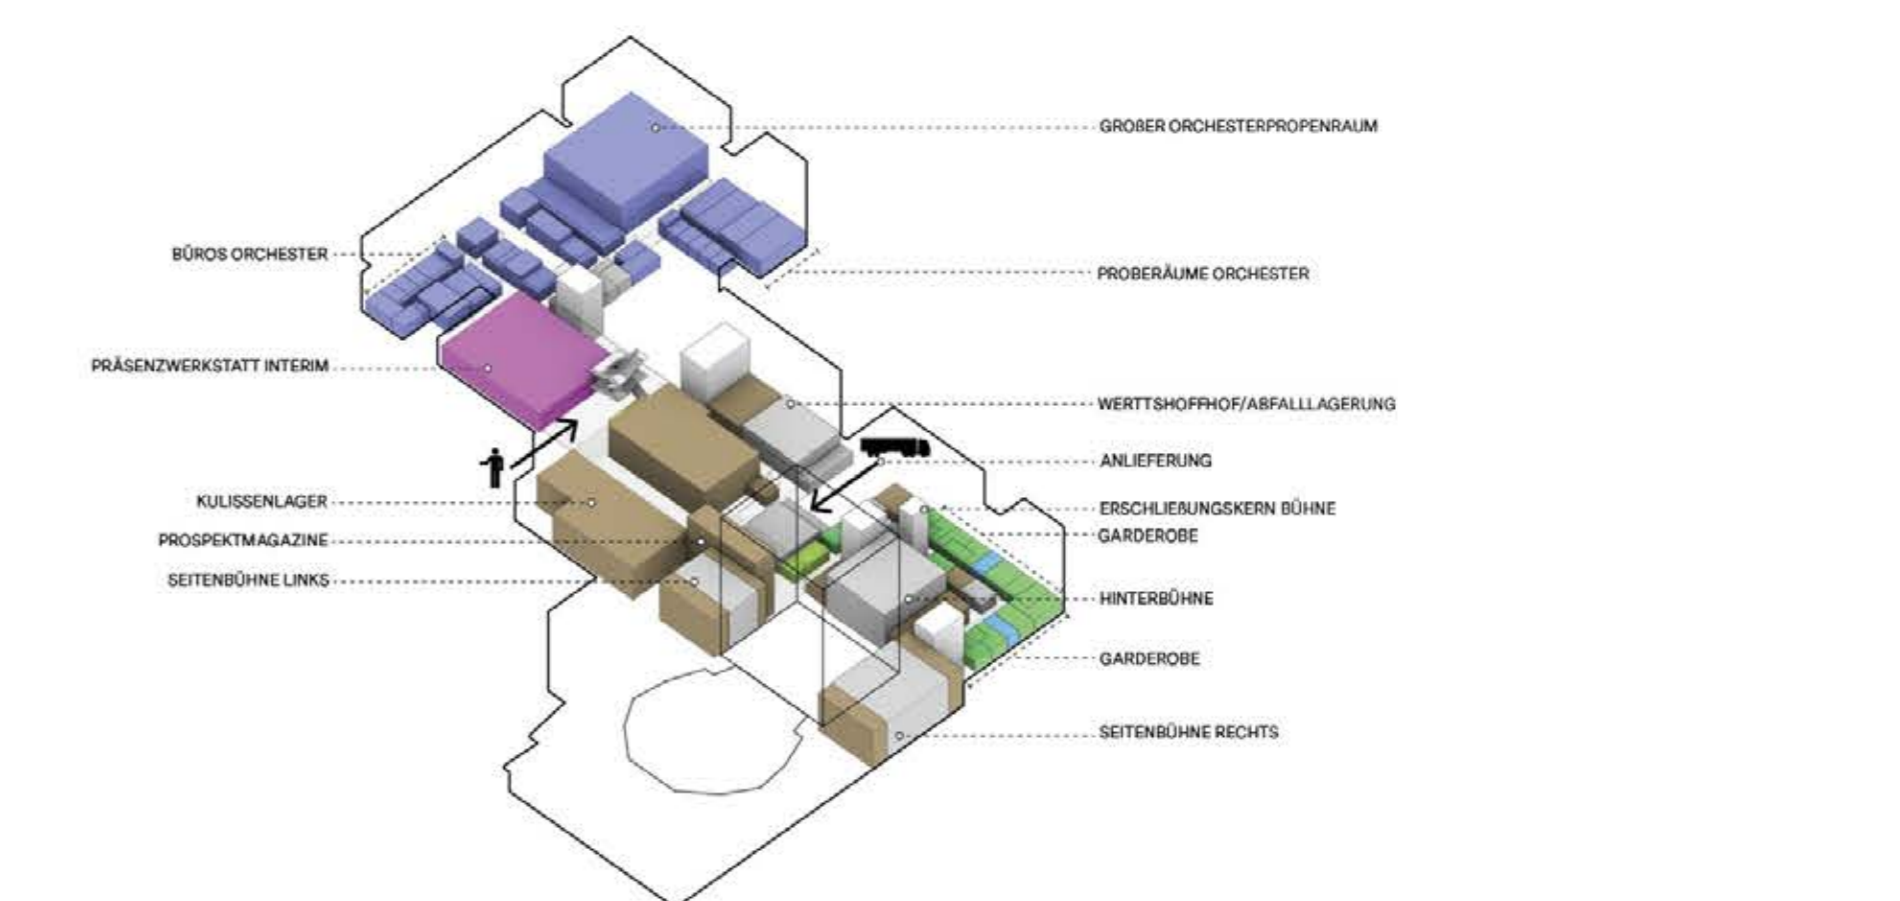 GROßER ORCHESTERPROPENRAUM
BÜROS ORCHESTER
PROBERÄUME ORCHESTER
PRÄSENZWERKSTATT INTERIM
WERTTSHOFFHOF/ABFALLLAGERUNG
ANLIEFERUNG
KULISSENLAGER
ERSCHLIEßUNGSKERN BÜHNE
GARDEROBE
PROSPEKTMAGAZINE
SEITENBÜHNE LINKS
HINTERBÜHNE
GARDEROBE
SEITENBÜHNE RECHTS